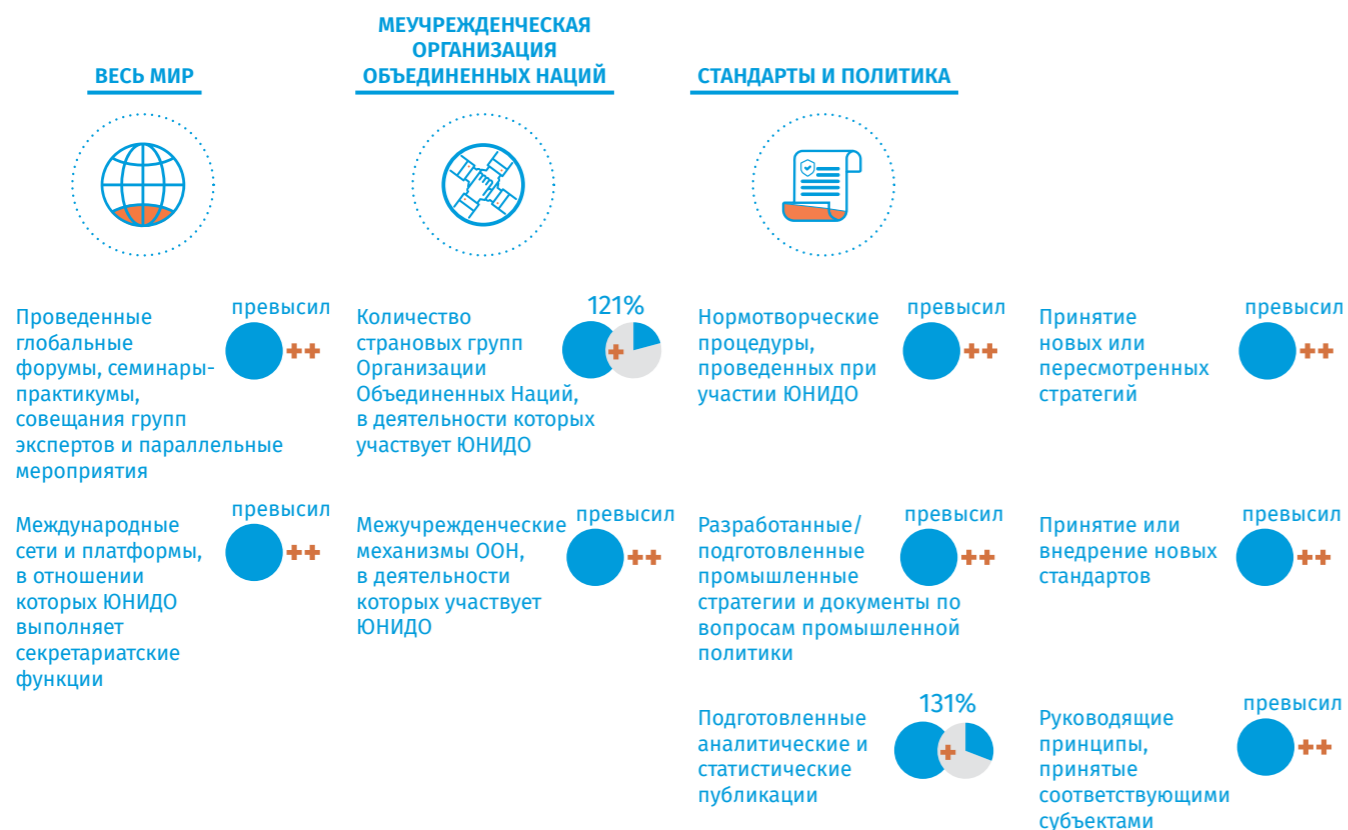 ВЕСЬ МИР
МЕУЧРЕЖДЕНЧЕСКАЯ
ОРГАНИЗАЦИЯ
ОБЪЕДИНЕННЫХ НАЦИЙ
СТАНДАРТЫ И ПОЛИТИКА
Проведенные
глобальные
форумы, семинары-
практикумы,
совещания групп
экспертов и параллельные
мероприятия
превысил
++
Количество
страновых групп
Организации
Объединенных Наций,
в деятельности которых
участвует ЮНИДО
121%
+
Нормотворческие
процедуры,
проведенных при
участии ЮНИДО
превысил
++
Принятие
новых или
пересмотренных
стратегий
превысил
++
Международные
сети и платформы,
в отношении
которых ЮНИДО
выполняет
секретариатские
функции
превысил
++
Межучрежденческие
механизмы ООН,
в деятельности
которых участвует
ЮНИДО
превысил
++
Разработанные/
подготовленные
промышленные
стратегии и документы по
вопросам промышленной
политики
превысил
++
Принятие или
внедрение новых
стандартов
превысил
++
Подготовленные
аналитические и
статистические
публикации
131%
+
Руководящие
принципы,
принятые
соответствующими
субъектами
превысил
++